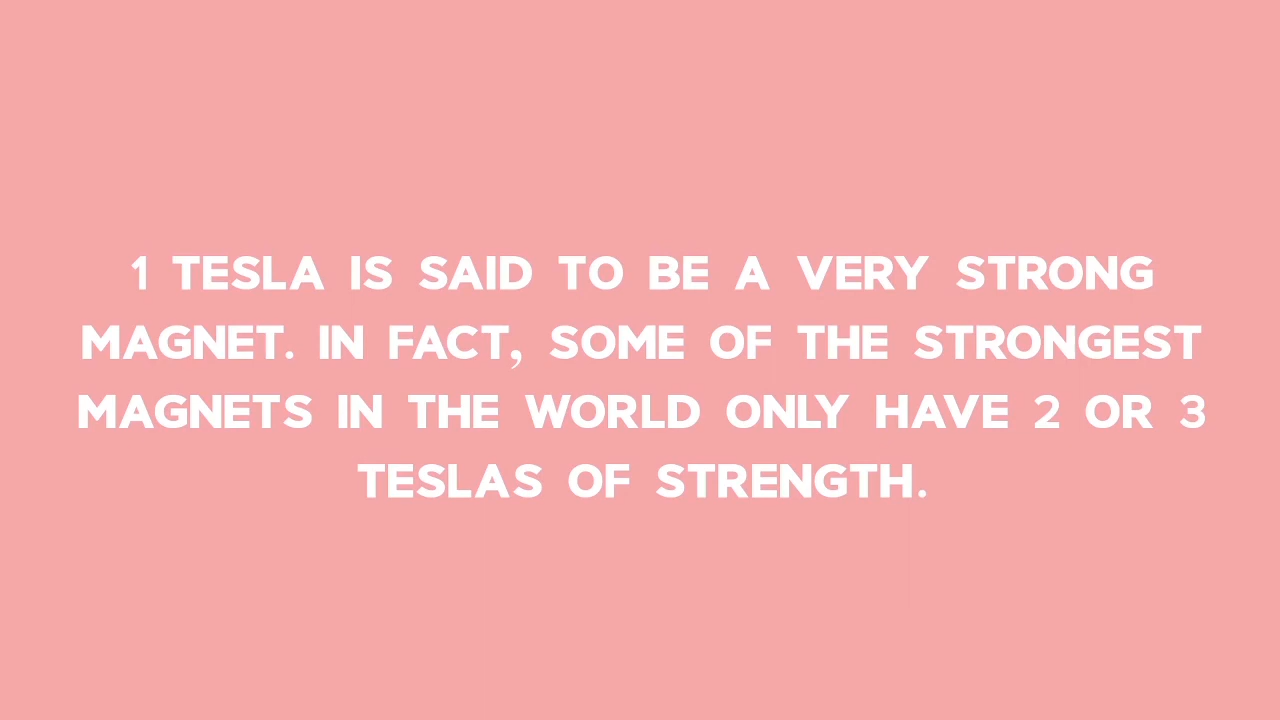 1 TESLA IS SAID TO BE A VERY STRONG
MAGNET. IN FACT, SOME OF THE STRONGEST
MAGNETS IN THE WORLD ONLY HAVE 2 OR 3
TESLAS OF STRENGTH.